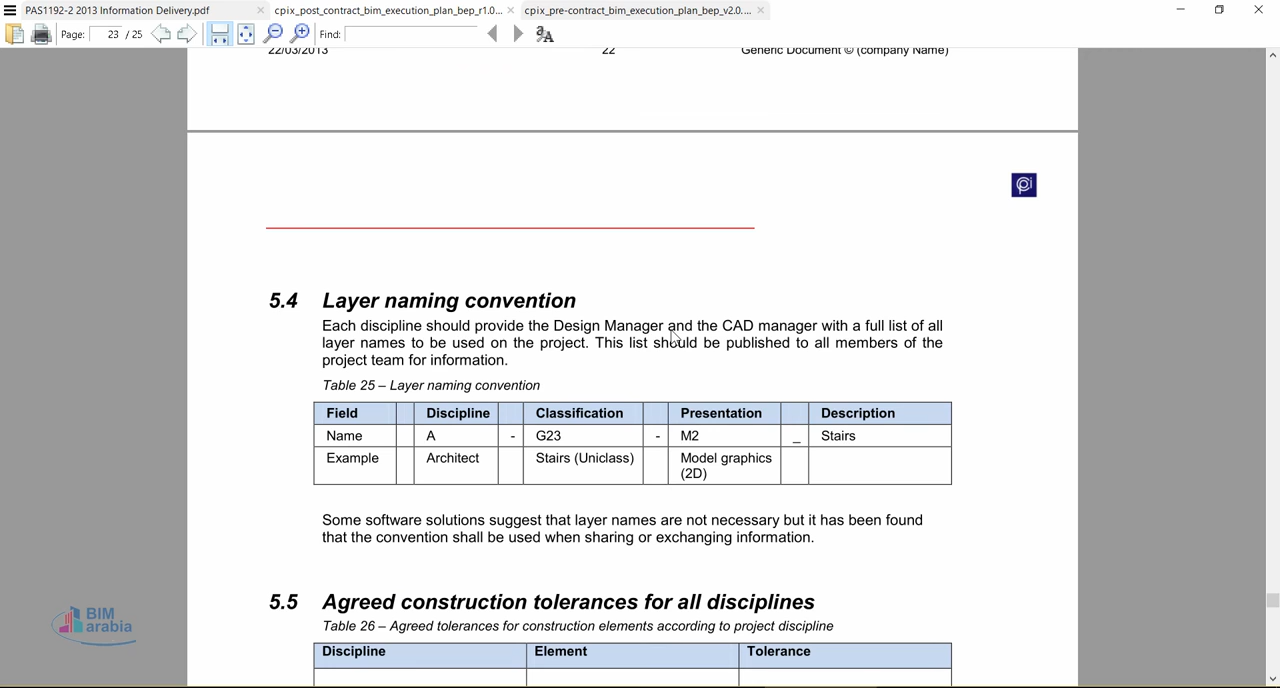 PAS1192-2 2013 Information Delivery.pdf
cpix_post_contract_bim_execution_plan_bep_r1.0...
cpix_pre-contract_bim_execution_plan_bep_v2.0....
Page: 23 / 25 Find:
22/03/2013 22 Generic Document © (company Name)
5.4 Layer naming convention
Each discipline should provide the Design Manager and the CAD manager with a full list of all
layer names to be used on the project. This list should be published to all members of the
project team for information.
Table 25 – Layer naming convention
Field Discipline Classification Presentation Description
Name A - G23 - M2 _ Stairs
Example Architect Stairs (Uniclass) Model graphics
(2D)
Some software solutions suggest that layer names are not necessary but it has been found
that the convention shall be used when sharing or exchanging information.
5.5 Agreed construction tolerances for all disciplines
Table 26 – Agreed tolerances for construction elements according to project discipline
Discipline Element Tolerance
BIM
arabia